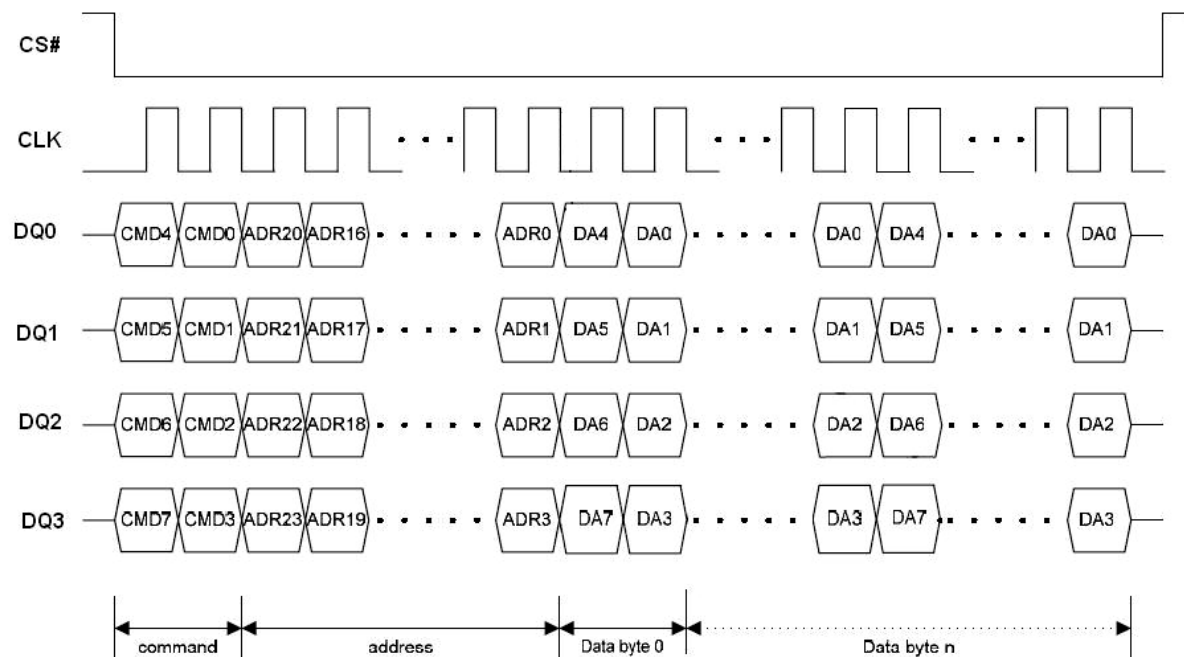 CS#
CLK
DQ0 CMD4 CMD0 ADR20 ADR16 ADR0 DA4 DA0 DA0 DA4 DA0
DQ1 CMD5 CMD1 ADR21 ADR17 ADR1 DA5 DA1 DA1 DA5 DA1
DQ2 CMD6 CMD2 ADR22 ADR18 ADR2 DA6 DA2 DA2 DA6 DA2
DQ3 CMD7 CMD3 ADR23 ADR19 ADR3 DA7 DA3 DA3 DA7 DA3
command address Data byte 0 Data byte n